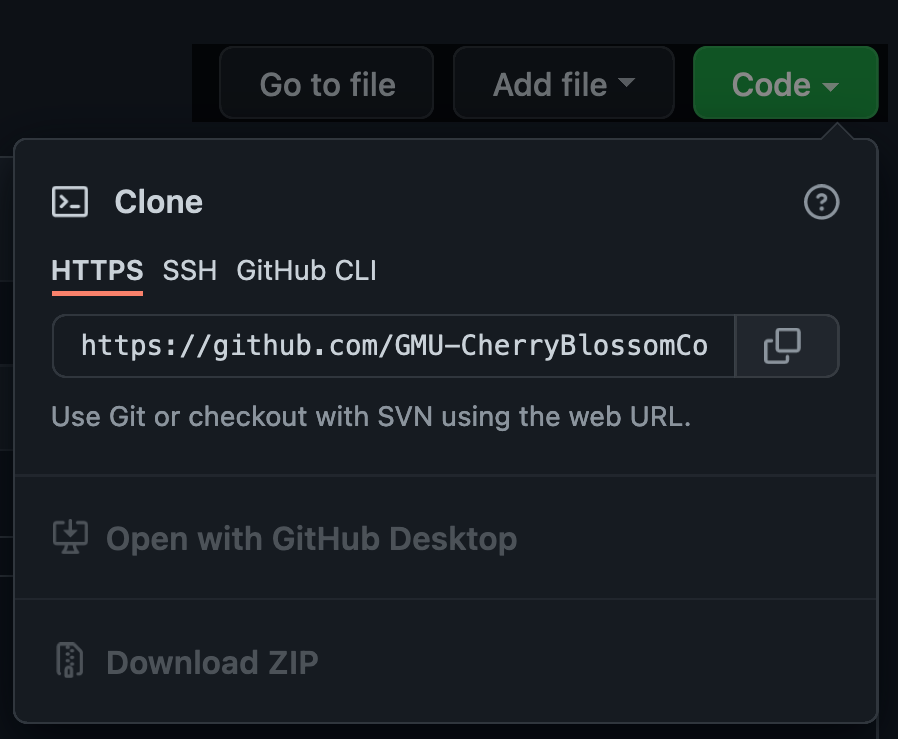 Go to file Add file Code
Clone
HTTPS SSH GitHub CLI
https://github.com/GMU-CherryBlossomCo
Use Git or checkout with SVN using the web URL.
Open with GitHub Desktop
Download ZIP